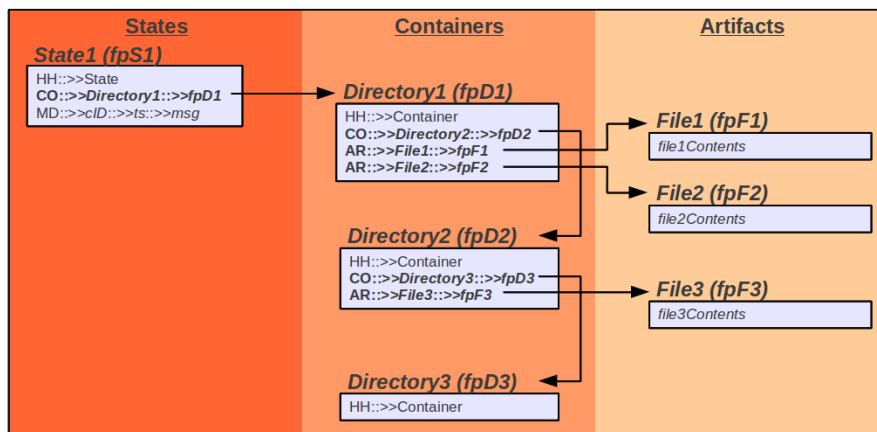 States
State1 (fpS1)
HH::>>State
CO::>>Directory1::>>fpD1
MD::>>cID::>>ts::>>msg
Containers
Directory1 (fpD1)
HH::>>Container
CO::>>Directory2::>>fpD2
AR::>>File1::>>fpF1
AR::>>File2::>>fpF2
Directory2 (fpD2)
HH::>>Container
CO::>>Directory3::>>fpD3
AR::>>File3::>>fpF3
Directory3 (fpD3)
HH::>>Container
Artifacts
File1 (fpF1)
file1Contents
File2 (fpF2)
file2Contents
File3 (fpF3)
file3Contents